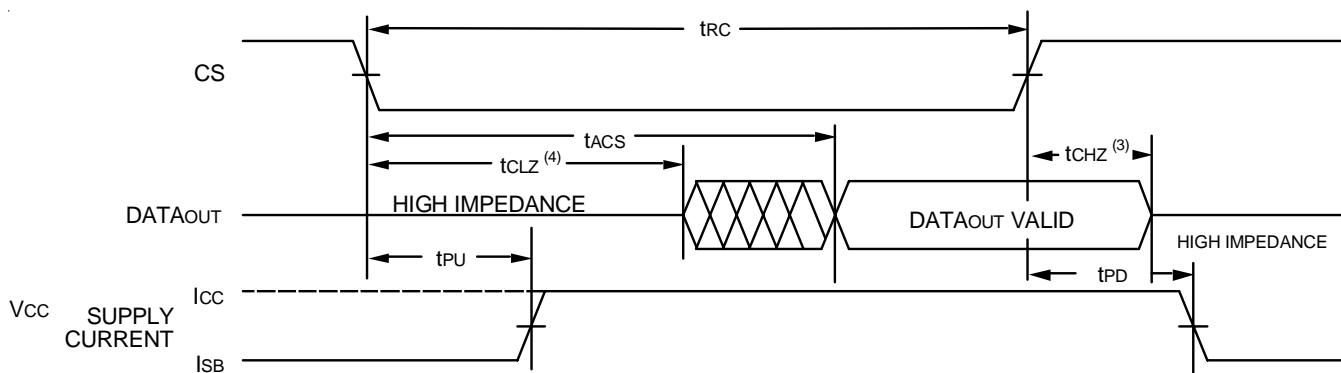 tRC
CS
tACS
tCLZ (4)
tCHZ (3)
DATAOUT
HIGH IMPEDANCE
DATAOUT VALID
HIGH IMPEDANCE
tPU
tPD
VCC SUPPLY CURRENT
ICC
ISB